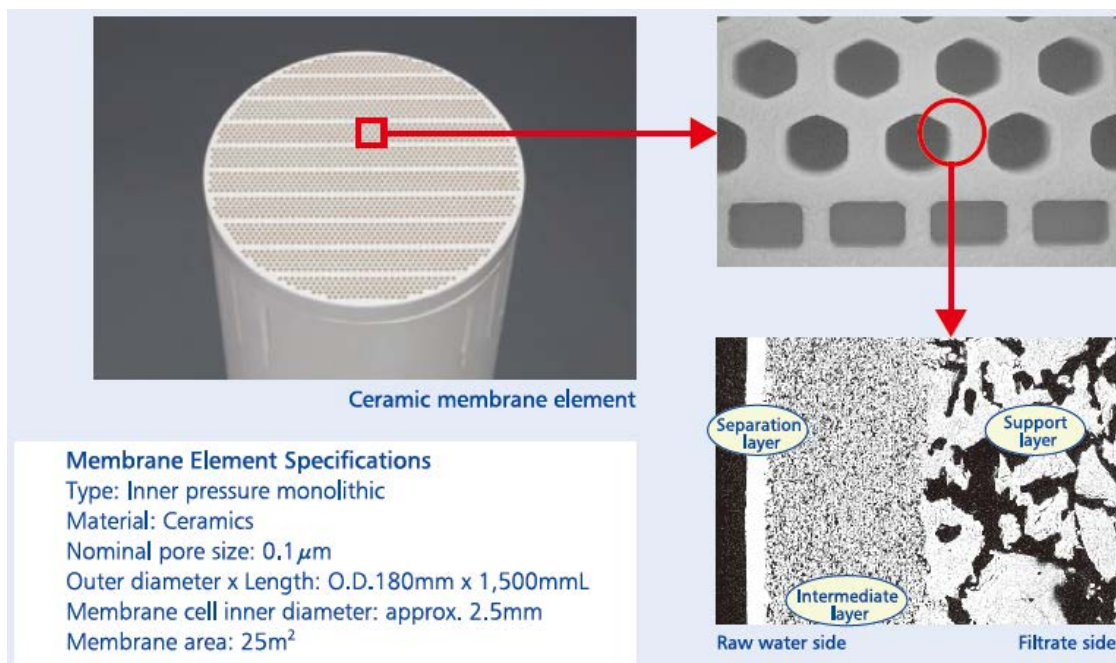 Ceramic membrane element
Membrane Element Specifications
Type: Inner pressure monolithic
Material: Ceramics
Nominal pore size: 0.1μm
Outer diameter x Length: O.D.180mm x 1,500mmL
Membrane cell inner diameter: approx. 2.5mm
Membrane area: 25m²
Separation
layer
Support
layer
Intermediate
layer
Raw water side
Filtrate side